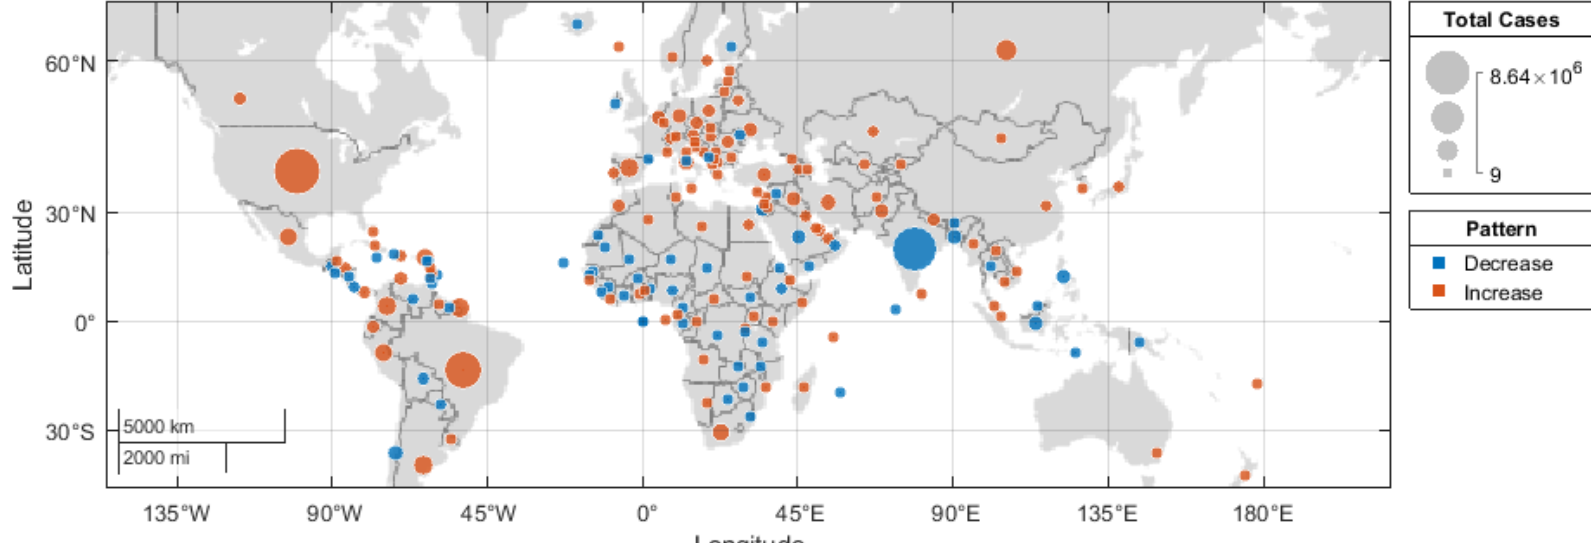 60°N
30°N
0°
30°S
Latitude
5000 km
2000 mi
135°W
90°W
45°W
0°
45°E
90°E
135°E
180°E
Longitude
Total Cases
8.64×10⁶
9
Pattern
Decrease
Increase